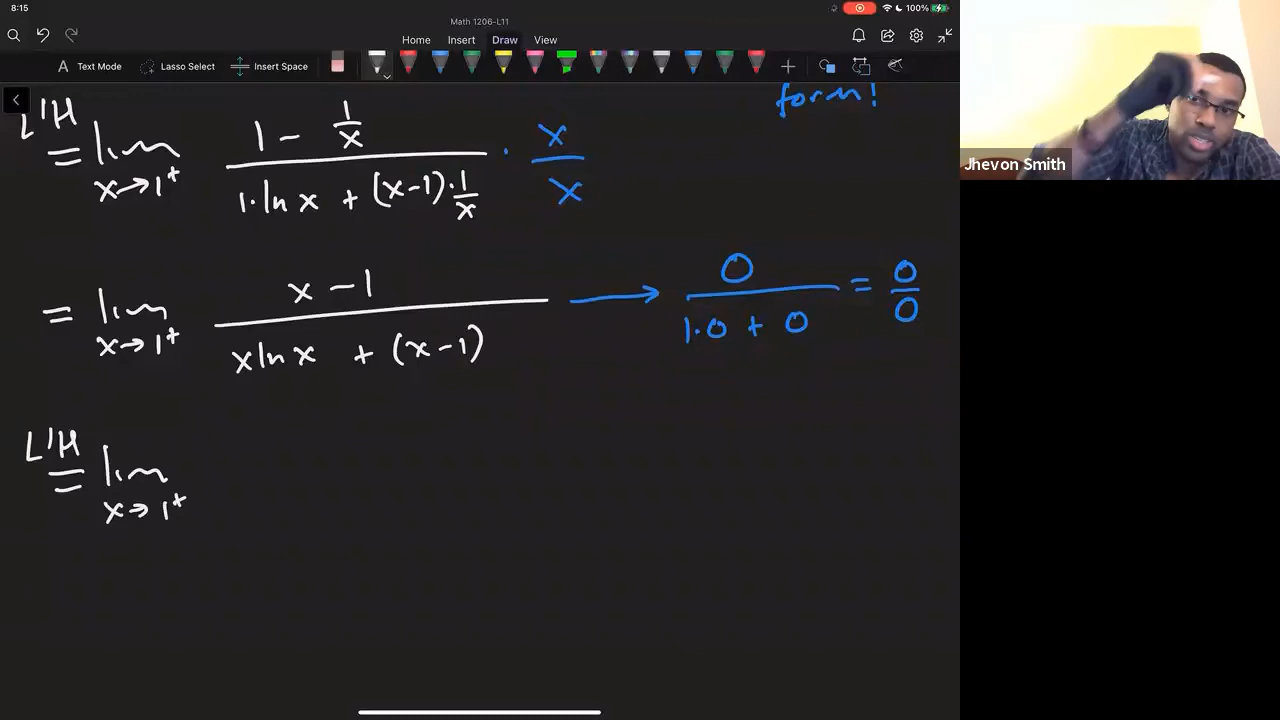 8:15
Math 1206-L11
100%
Home Insert Draw View
Text Mode Lasso Select Insert Space
form!
L'H = lim x→1⁺ (1 - 1/x) / (1·ln x + (x-1)·1/x) · x/x
= lim x→1⁺ (x - 1) / (x ln x + (x-1)) → 0 / (1·0 + 0) = 0/0
L'H = lim x→1⁺
Jhevon Smith